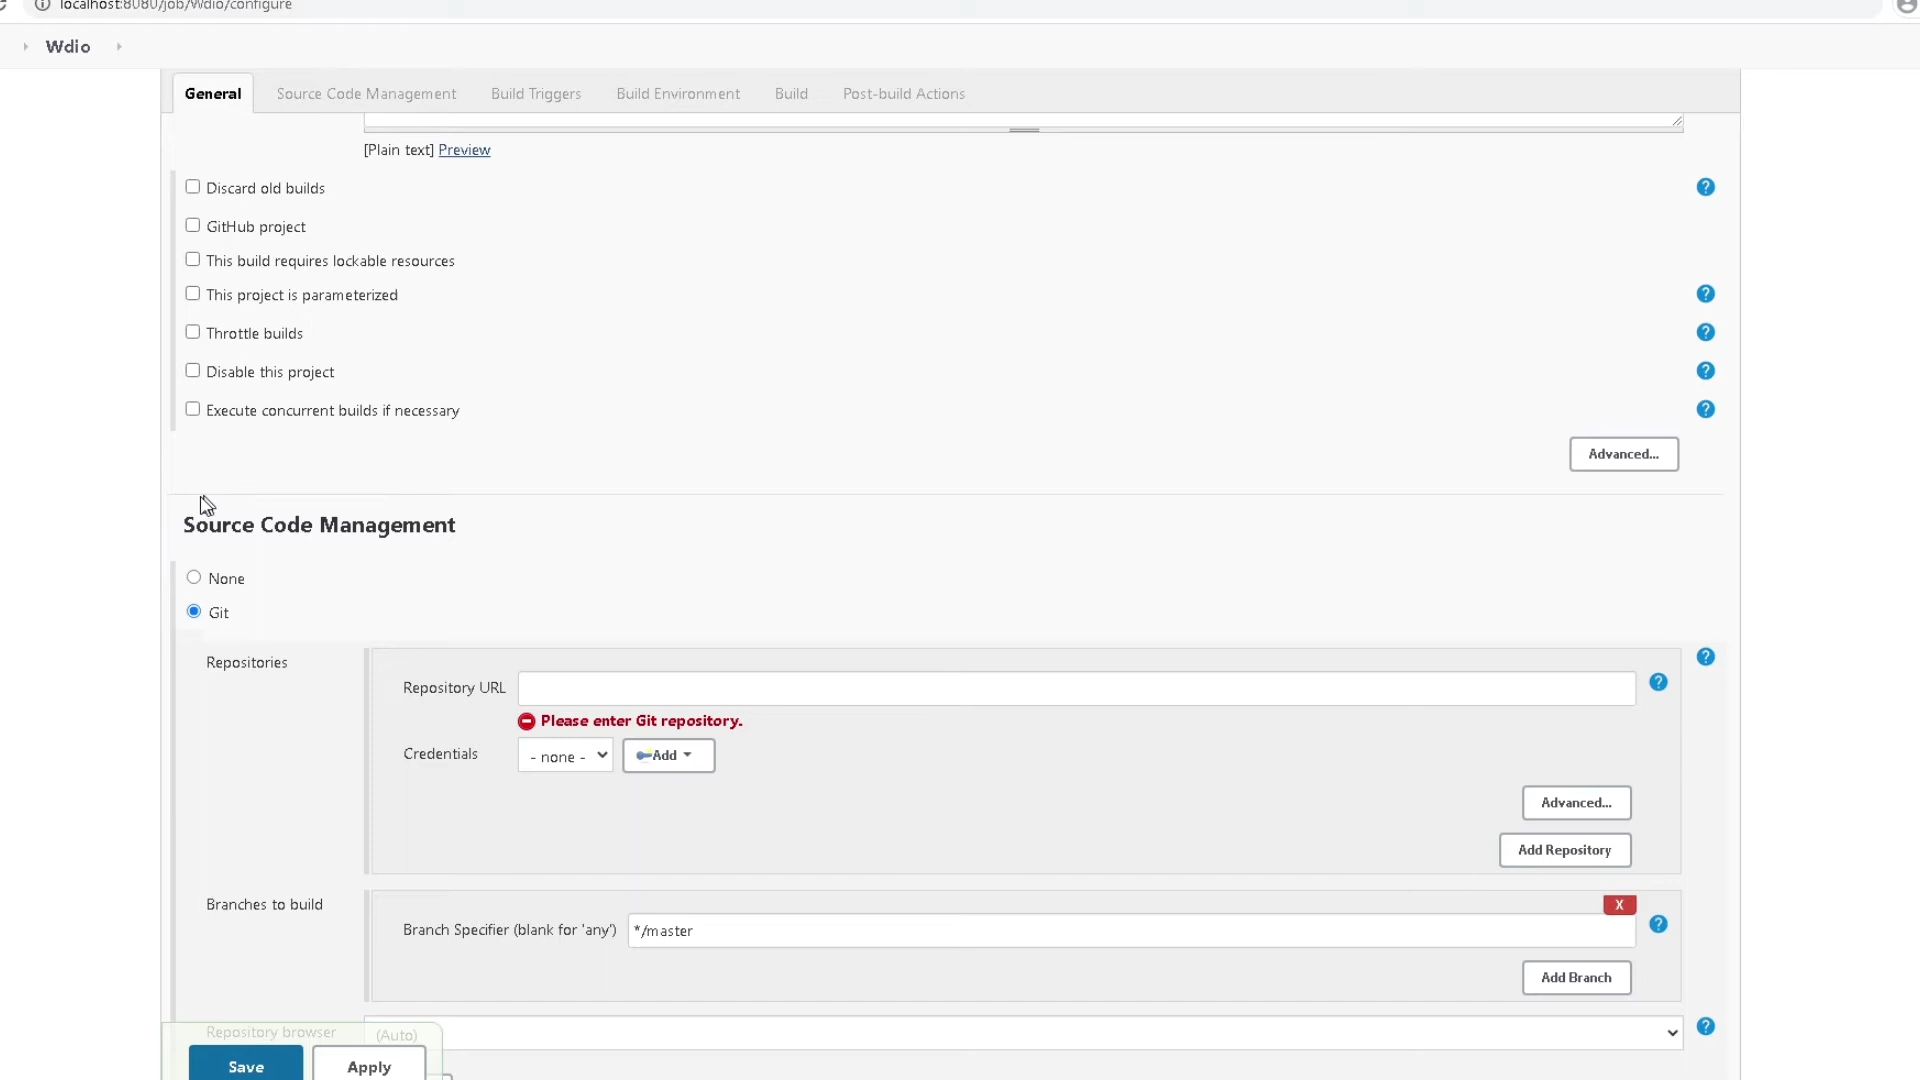 localhost:8080/job/Wdio/configure
Wdio
General Source Code Management Build Triggers Build Environment Build Post-build Actions
[Plain text] Preview
Discard old builds
GitHub project
This build requires lockable resources
This project is parameterized
Throttle builds
Disable this project
Execute concurrent builds if necessary
Advanced...
Source Code Management
None
Git
Repositories
Repository URL
Please enter Git repository.
Credentials - none - Add
Advanced...
Add Repository
Branches to build
X
Branch Specifier (blank for 'any') */master
Add Branch
Repository browser (Auto)
Save Apply